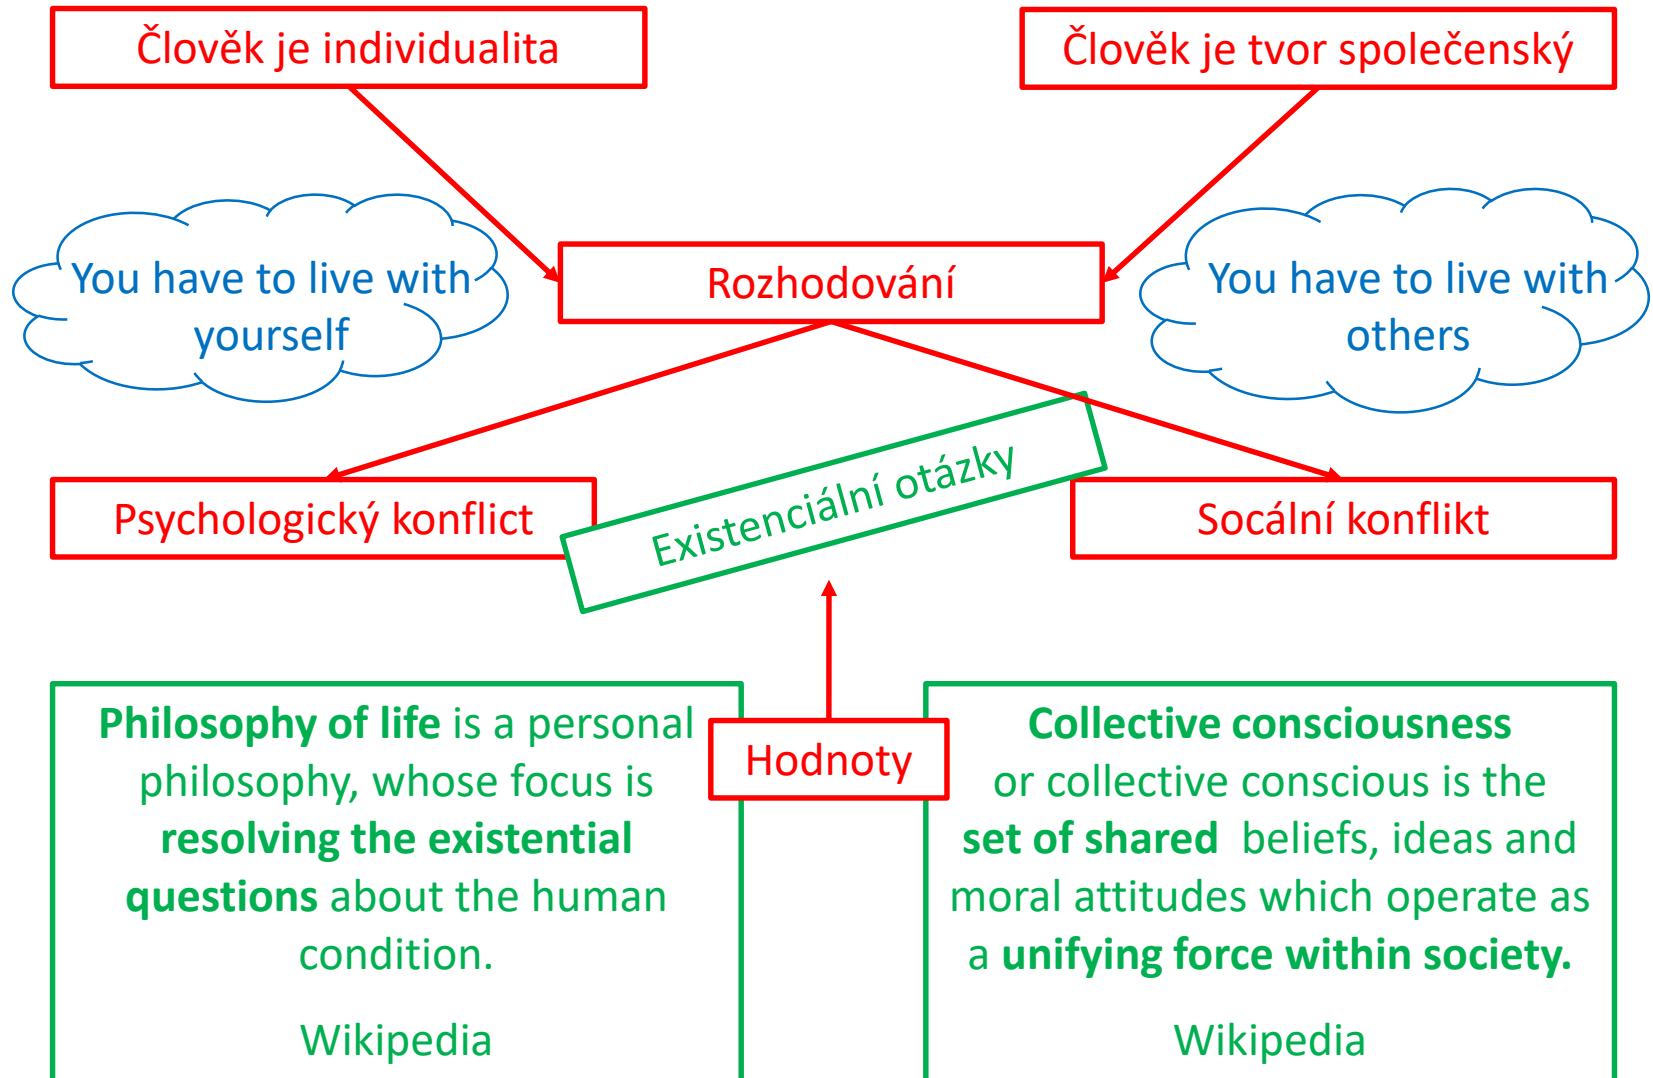 Člověk je individualita
Člověk je tvor společenský
You have to live with
yourself
Rozhodování
You have to live with
others
Psychologický konflict
Existenciální otázky
Socální konflikt
Philosophy of life is a personal
philosophy, whose focus is
resolving the existential
questions about the human
condition.
Wikipedia
Hodnoty
Collective consciousness
or collective conscious is the
set of shared beliefs, ideas and
moral attitudes which operate as
a unifying force within society.
Wikipedia